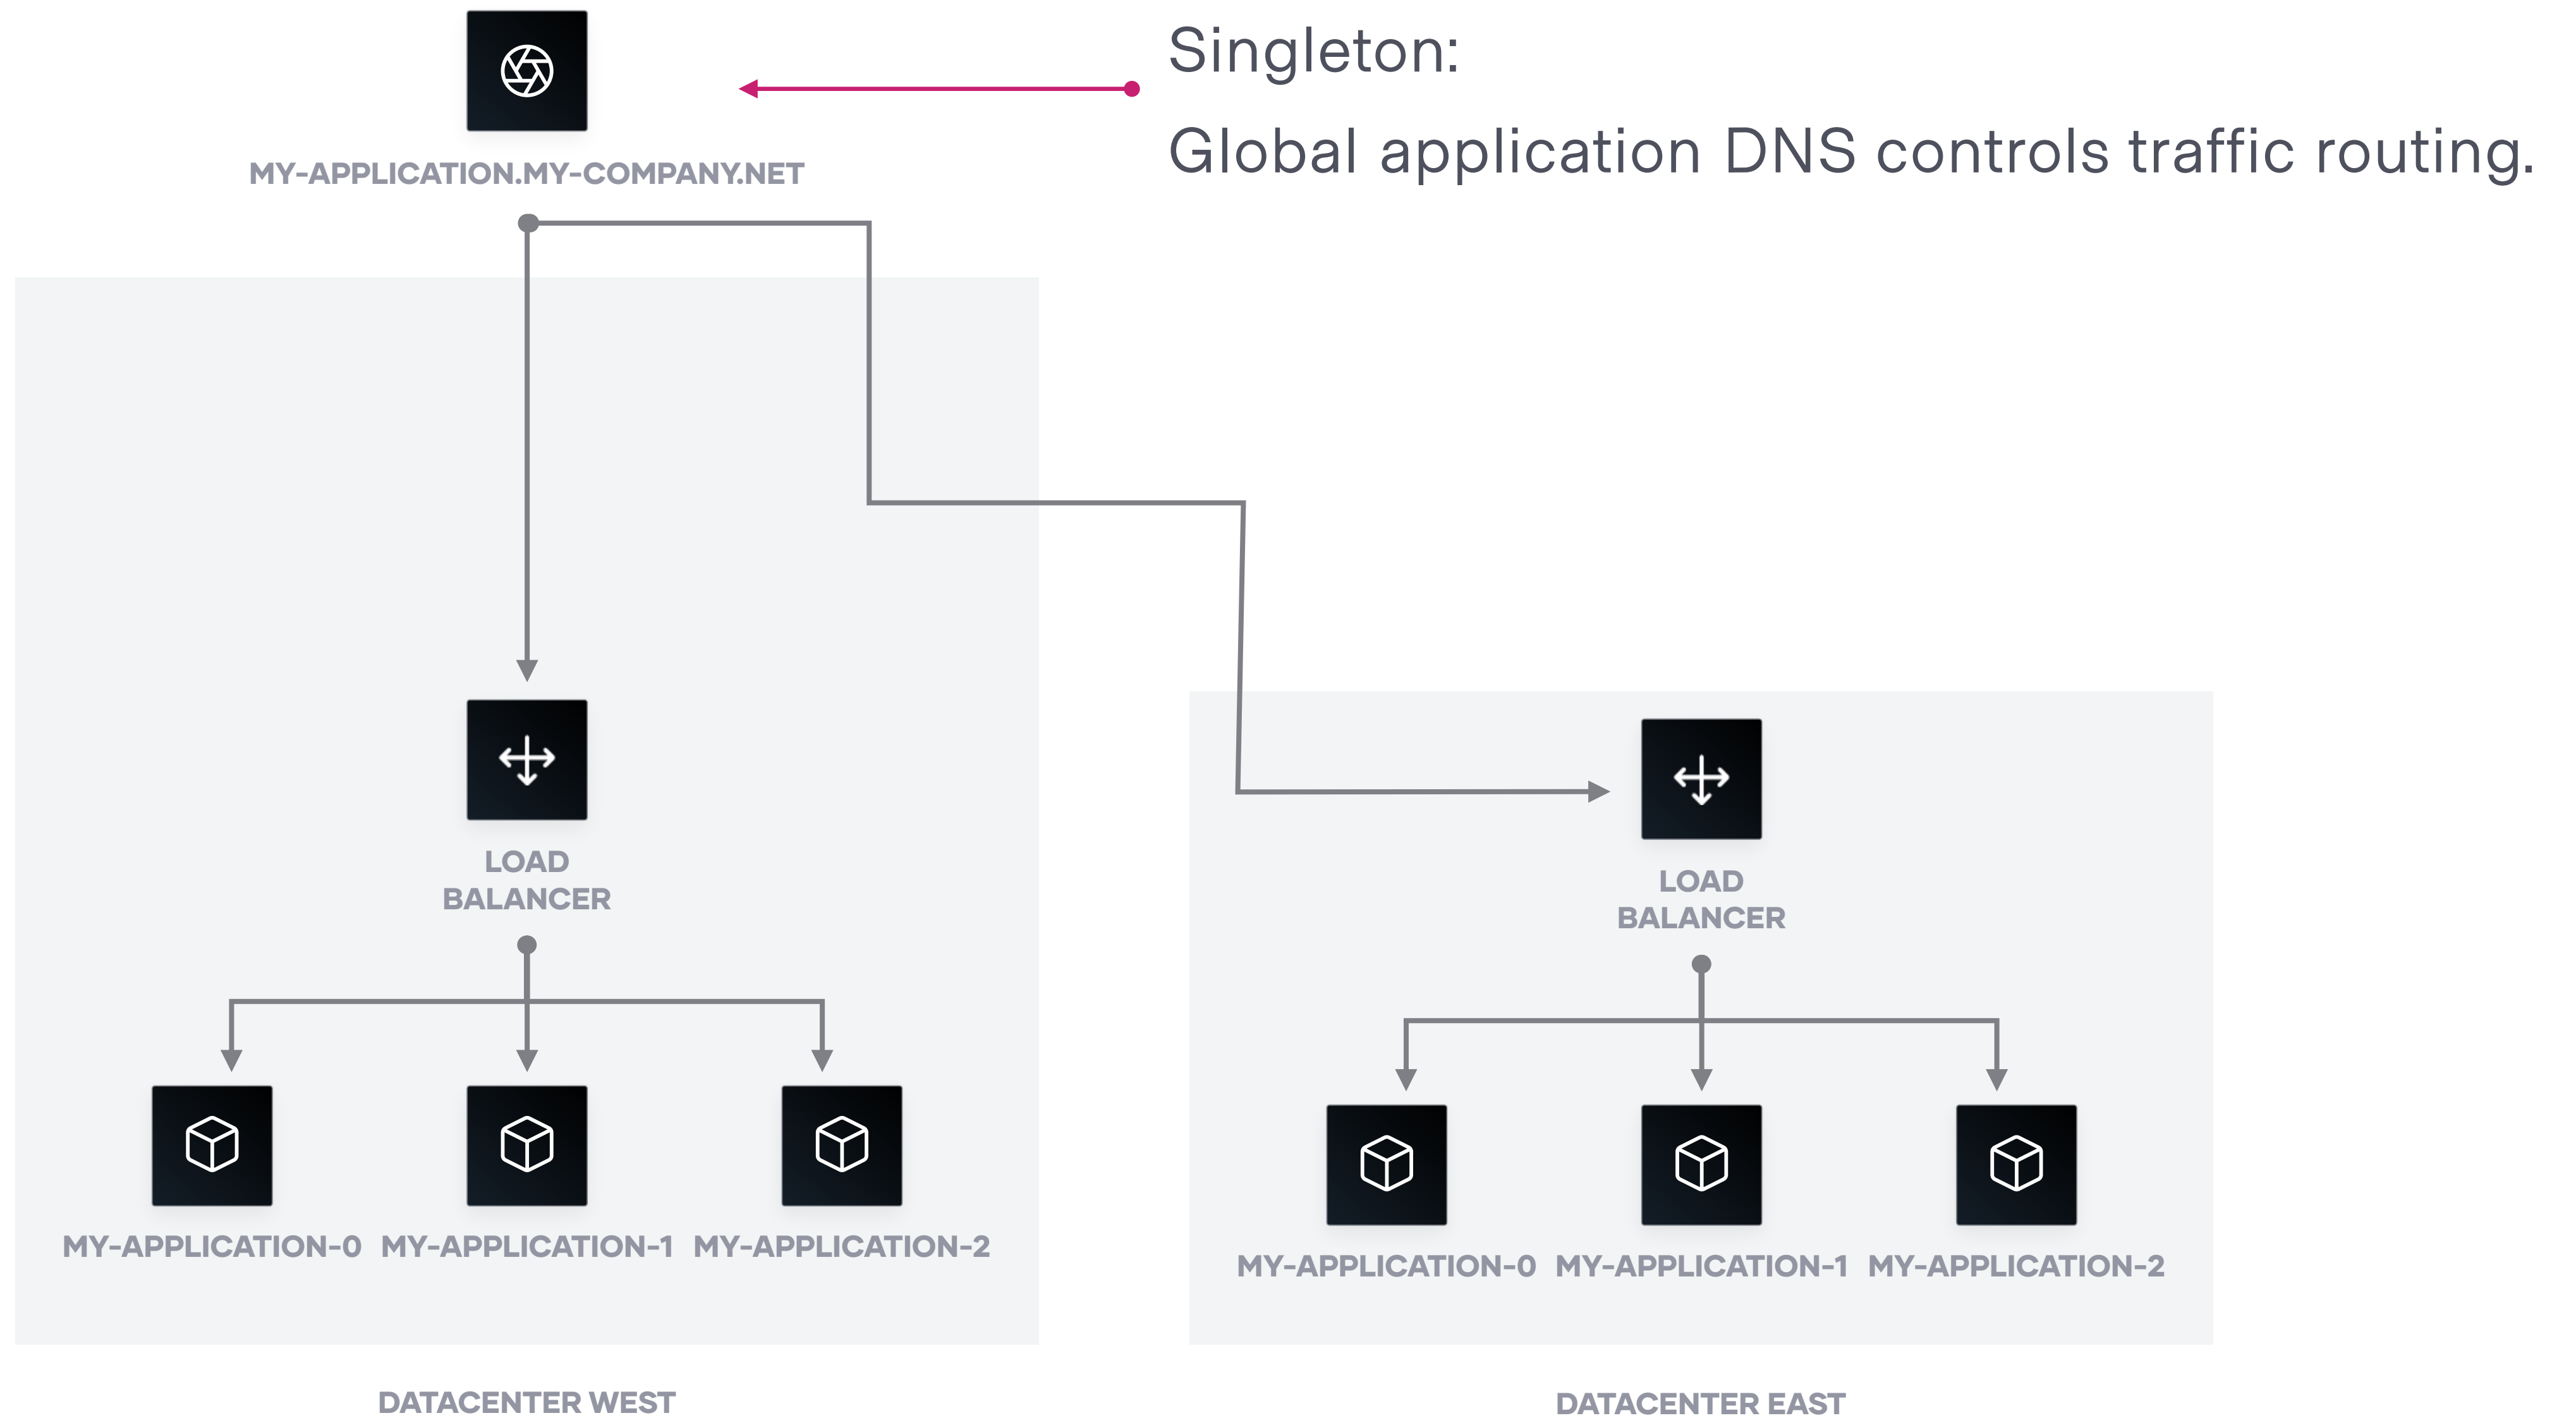 Singleton:
Global application DNS controls traffic routing.
MY-APPLICATION.MY-COMPANY.NET
LOAD
BALANCER
MY-APPLICATION-0 MY-APPLICATION-1 MY-APPLICATION-2
DATACENTER WEST
LOAD
BALANCER
MY-APPLICATION-0 MY-APPLICATION-1 MY-APPLICATION-2
DATACENTER EAST